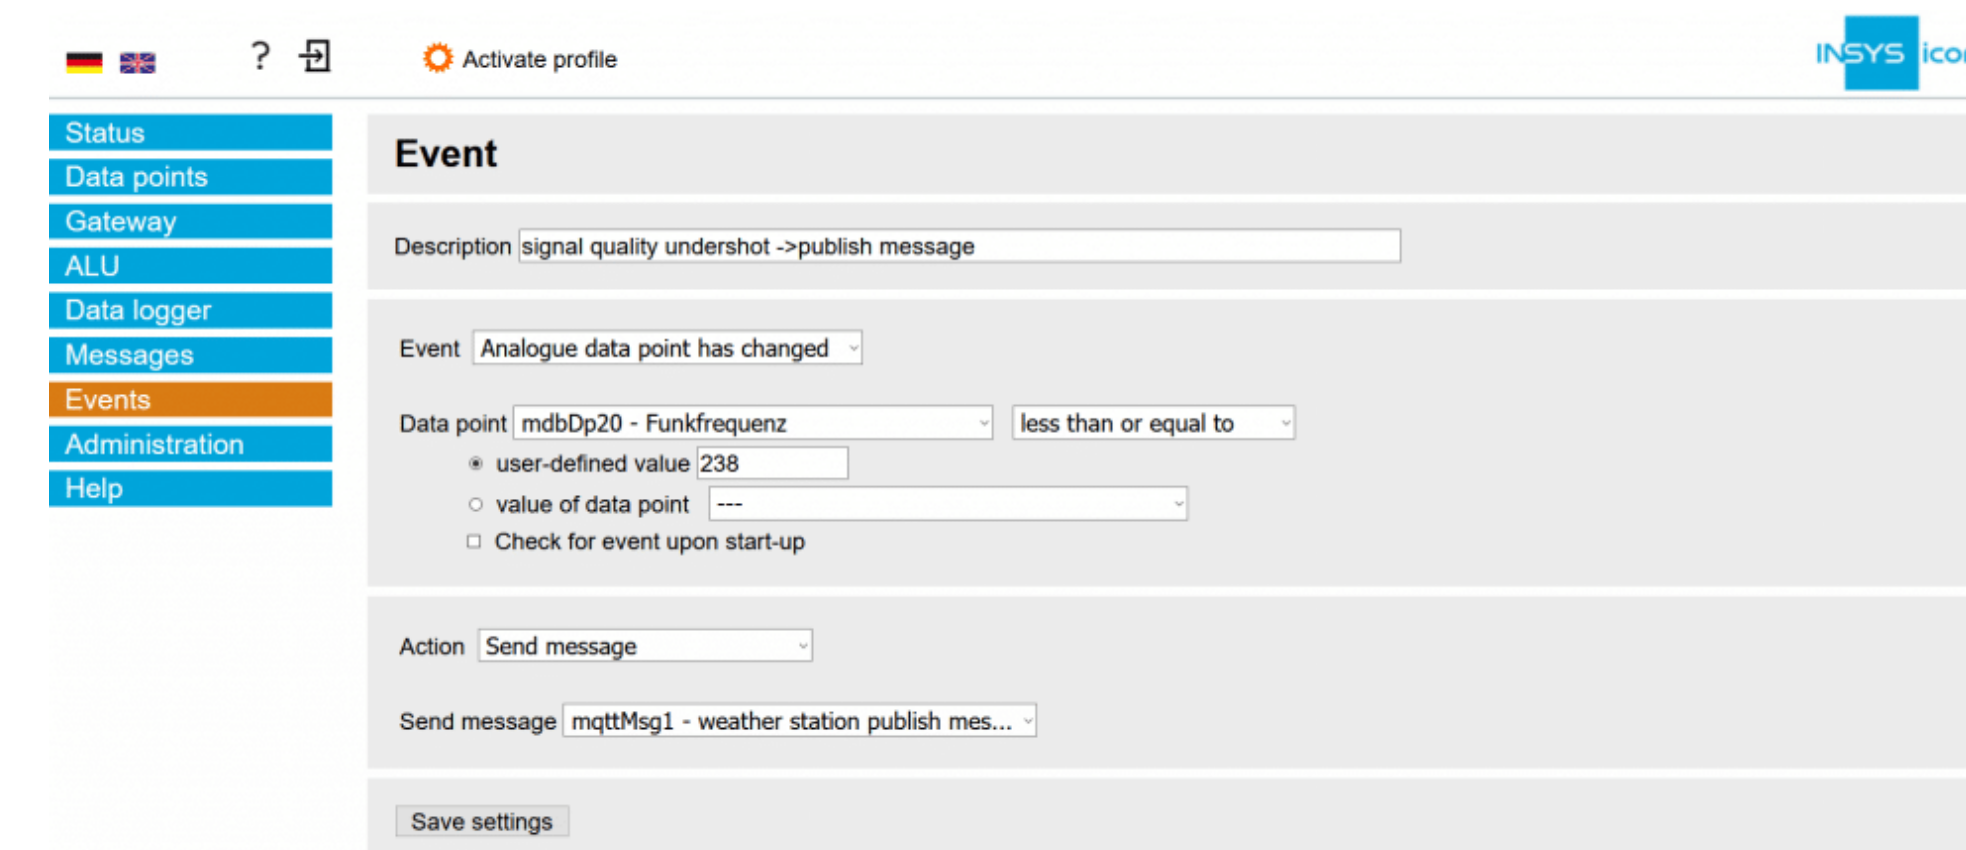 ? Activate profile
INSYS
Status
Data points
Gateway
ALU
Data logger
Messages
Events
Administration
Help
Event
Description signal quality undershot ->publish message
Event Analogue data point has changed
Data point mdbDp20 - Funkfrequenz less than or equal to
user-defined value 238
value of data point ---
Check for event upon start-up
Action Send message
Send message mqttMsg1 - weather station publish mes...
Save settings